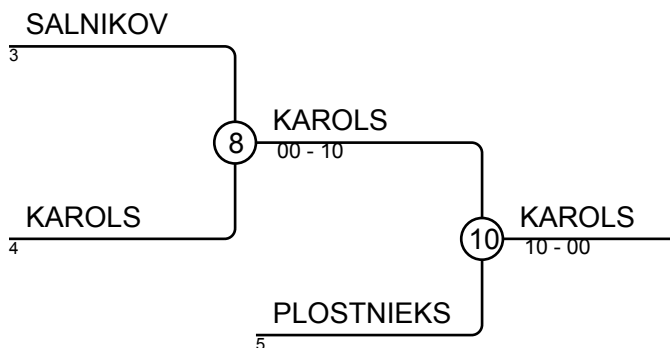 SALNIKOV
3
KAROLS
8
00 - 10
KAROLS
4
KAROLS
10
10 - 00
PLOSTNIEKS
5